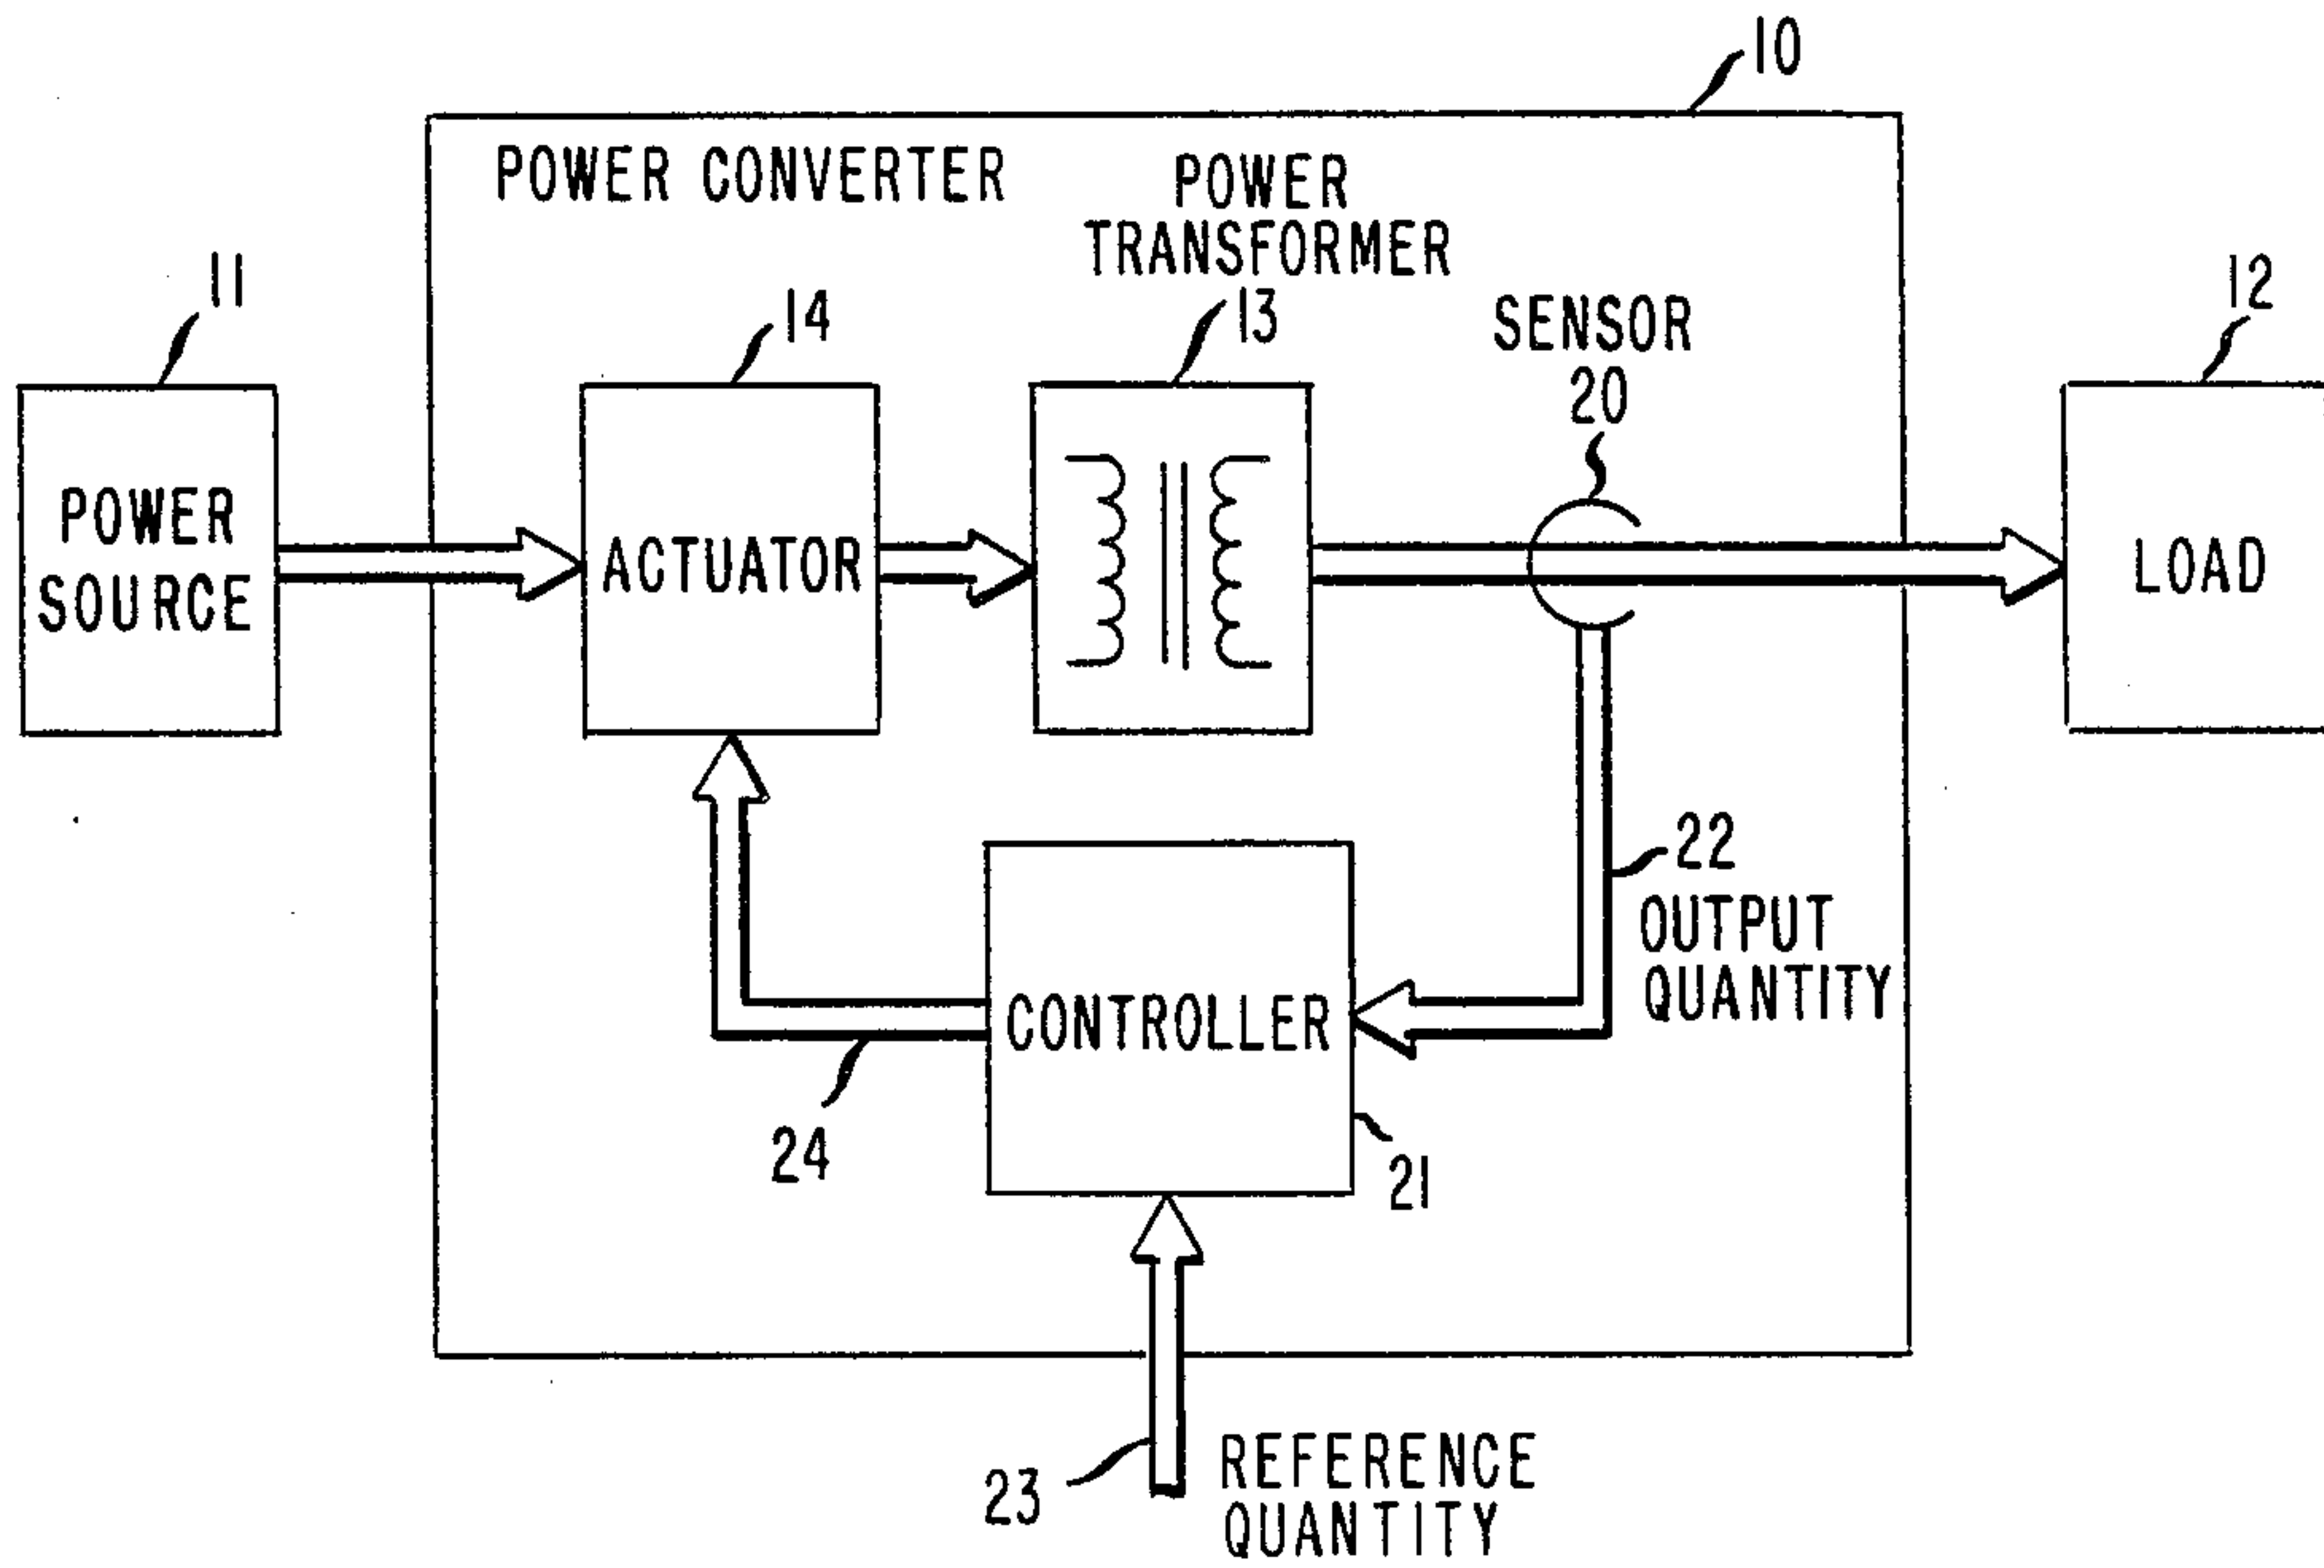 10
POWER CONVERTER
POWER
TRANSFORMER
11
14
13
SENSOR
20
12
POWER
SOURCE
ACTUATOR
LOAD
22
OUTPUT
QUANTITY
CONTROLLER
24
21
23
REFERENCE
QUANTITY